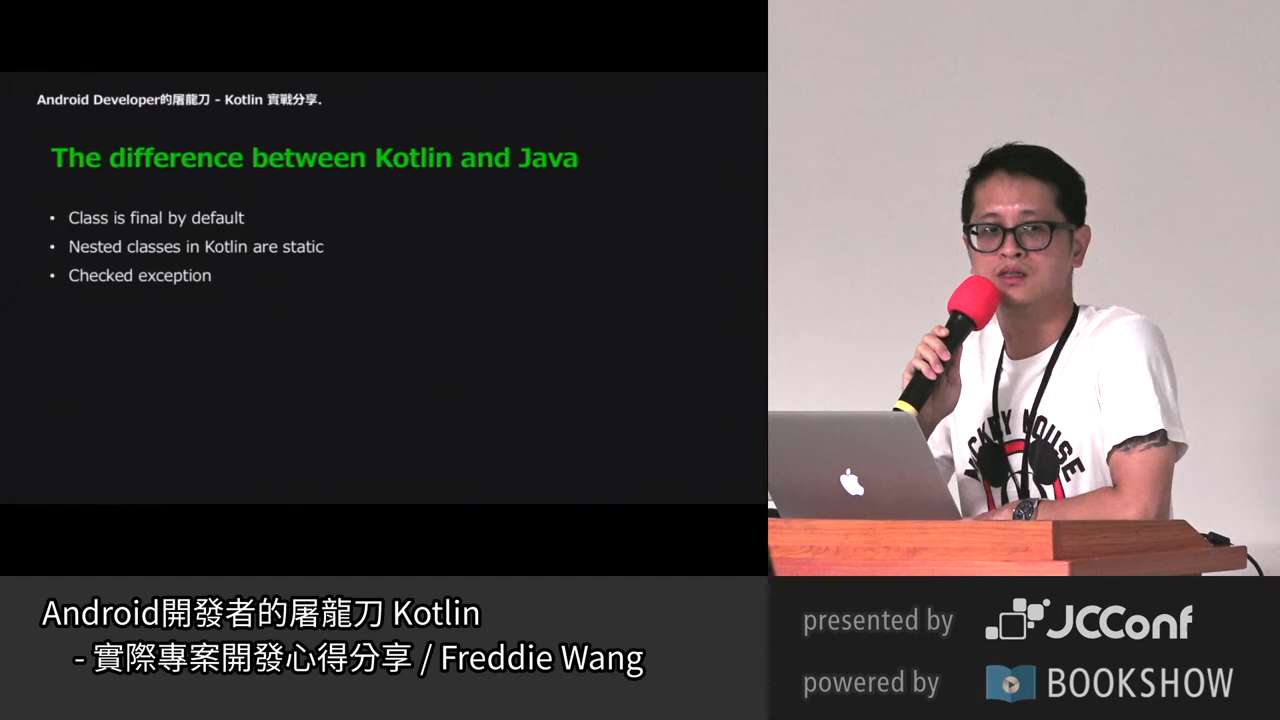 Android Developer的屠龍刀 - Kotlin 實戰分享.
The difference between Kotlin and Java
• Class is final by default
• Nested classes in Kotlin are static
• Checked exception
MICKEY MOUSE
Android開發者的屠龍刀 Kotlin
- 實際專案開發心得分享 / Freddie Wang
presented by JCConf
powered by BOOKSHOW